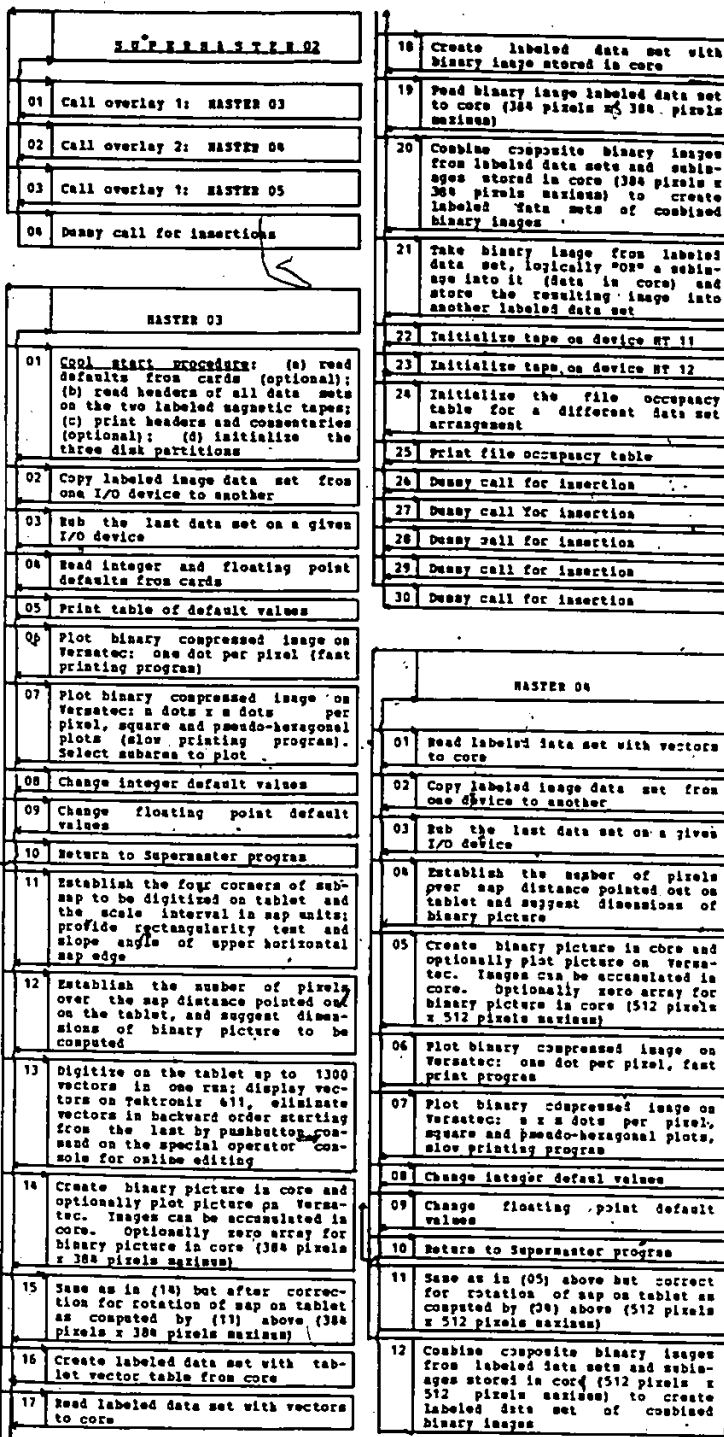 SUPERMASTER 02
01 Call overlay 1: MASTER 03
02 Call overlay 2: MASTER 04
03 Call overlay 1: MASTER 05
04 Dummy call for insertions
MASTER 03
01 Cool start procedure: (a) read
defaults from cards (optional);
(b) read headers of all data sets
on the two labeled magnetic tapes;
(c) print headers and commentaries
(optional); (d) initialize the
three disk partitions
02 Copy labeled image data set from
one I/O device to another
03 Rub the last data set on a given
I/O device
04 Read integer and floating point
defaults from cards
05 Print table of default values
06 Plot binary compressed image on
Versatec: one dot per pixel (fast
printing program)
07 Plot binary compressed image on
Versatec: m dots x m dots per
pixel, square and pseudo-hexagonal
plots (slow printing program).
Select subarea to plot
08 Change integer default values
09 Change floating point default
values
10 Return to Supermaster program
11 Establish the four corners of sub-
map to be digitized on tablet and
the scale interval in map units;
provide rectangularity test and
slope angle of upper horizontal
map edge
12 Establish the number of pixels
over the map distance pointed out
on the tablet, and suggest dimen-
sions of binary picture to be
computed
13 Digitize on the tablet up to 1300
vectors in one run; display vec-
tors on Tektronix 611, eliminate
vectors in backward order starting
from the last by pushbutton com-
mand on the special operator con-
sole for online editing
14 Create binary picture in core and
optionally plot picture on Versa-
tec. Images can be accumulated in
core. Optionally zero array for
binary picture in core (384 pixels
x 384 pixels maximum)
15 Same as in (14) but after correc-
tion for rotation of map on tablet
as computed by (11) above (384
pixels x 384 pixels maximum)
16 Create labeled data set with tab-
let vector table from core
17 Read labeled data set with vectors
to core
18 Create labeled data set with
binary image stored in core
19 Read binary image labeled data set
to core (384 pixels x 384 pixels
maximum)
20 Combine composite binary images
from labeled data sets and subim-
ages stored in core (384 pixels x
384 pixels maximum) to create
labeled data sets of combined
binary images
21 Take binary image from labeled
data set, logically "OR" a subim-
age into it (data in core) and
store the resulting image into
another labeled data set
22 Initialize tape on device MT 11
23 Initialize tape on device MT 12
24 Initialize the file occupancy
table for a different data set
arrangement
25 Print file occupancy table
26 Dummy call for insertion
27 Dummy call for insertion
28 Dummy call for insertion
29 Dummy call for insertion
30 Dummy call for insertion
MASTER 04
01 Read labeled data set with vectors
to core
02 Copy labeled image data set from
one device to another
03 Rub the last data set on a given
I/O device
04 Establish the number of pixels
over map distance pointed out on
tablet and suggest dimensions of
binary picture
05 Create binary picture in core and
optionally plot picture on Versa-
tec. Images can be accumulated in
core. Optionally zero array for
binary picture in core (512 pixels
x 512 pixels maximum)
06 Plot binary compressed image on
Versatec: one dot per pixel, fast
print program
07 Plot binary compressed image on
Versatec: m x m dots per pixel,
square and pseudo-hexagonal plots,
slow printing program
08 Change integer defaul values
09 Change floating point default
values
10 Return to Supermaster program
11 Same as in (05) above but correct
for rotation of map on tablet as
computed by above (512 pixels
x 512 pixels maximum)
12 Combine composite binary images
from labeled data sets and subim-
ages stored in core (512 pixels x
512 pixels maximum) to create
labeled data set of combined
binary images